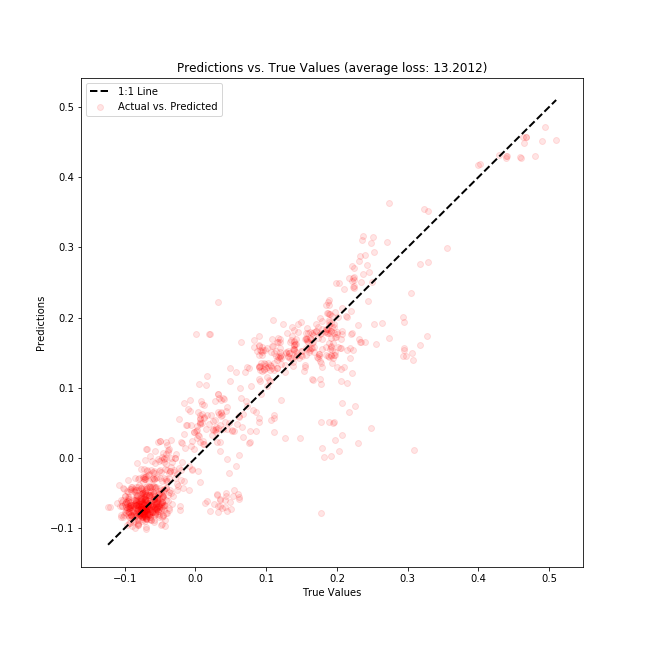 Predictions vs. True Values (average loss: 13.2012)
1:1 Line
Actual vs. Predicted
0.5
0.4
0.3
0.2
0.1
0.0
−0.1
Predictions
−0.1 0.0 0.1 0.2 0.3 0.4 0.5
True Values